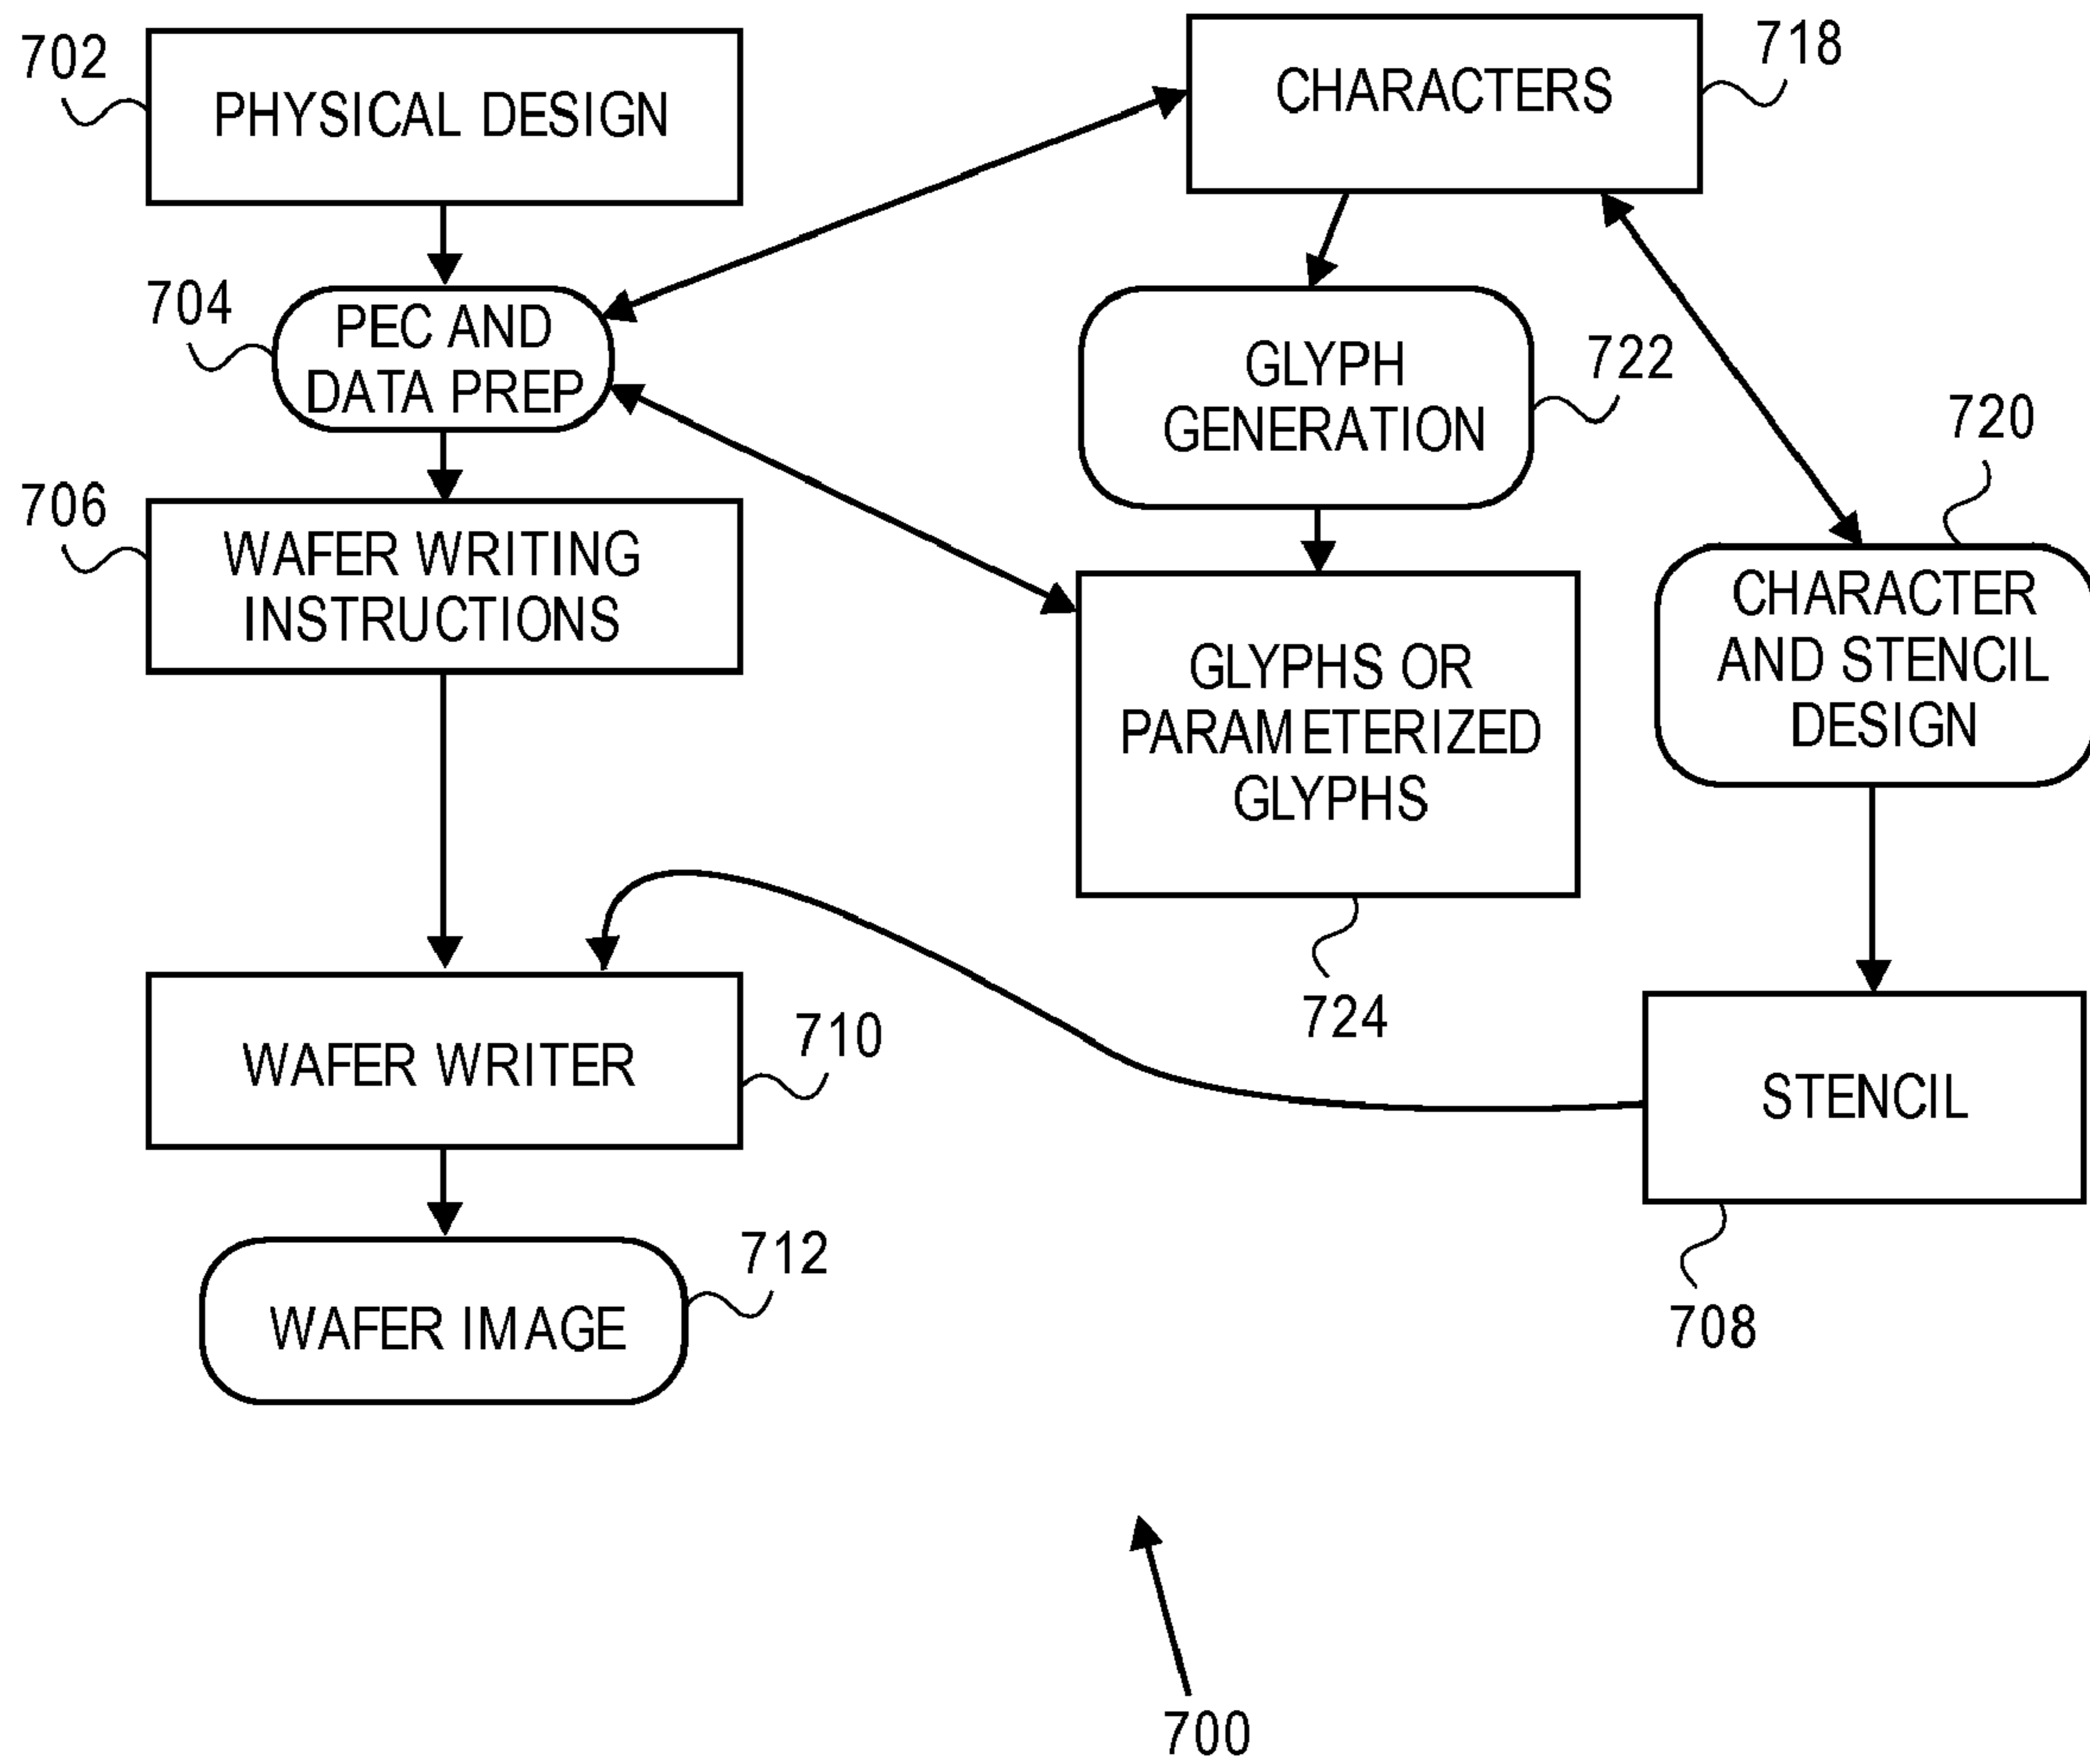 702
PHYSICAL DESIGN
CHARACTERS
718
704
PEC AND
DATA PREP
GLYPH
GENERATION
722
720
706
WAFER WRITING
INSTRUCTIONS
CHARACTER
AND STENCIL
DESIGN
GLYPHS OR
PARAMETERIZED
GLYPHS
724
WAFER WRITER
710
STENCIL
708
WAFER IMAGE
712
700